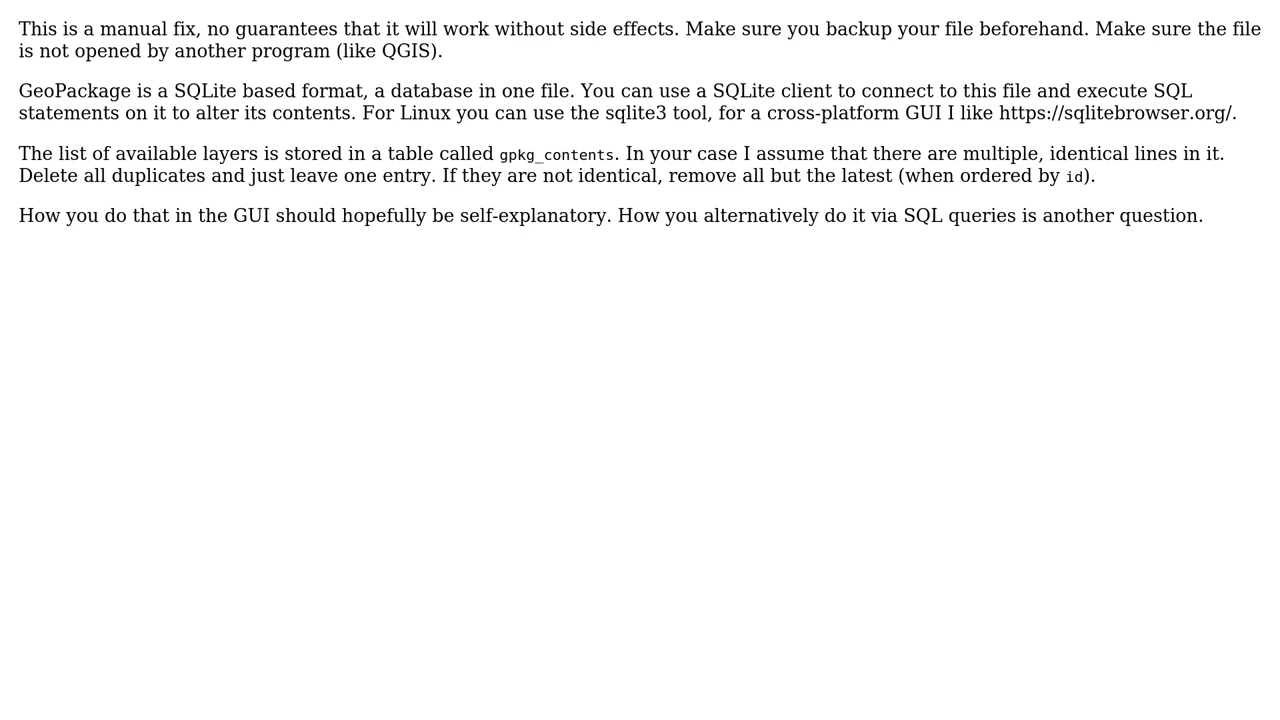 This is a manual fix, no guarantees that it will work without side effects. Make sure you backup your file beforehand. Make sure the file
is not opened by another program (like QGIS).
GeoPackage is a SQLite based format, a database in one file. You can use a SQLite client to connect to this file and execute SQL
statements on it to alter its contents. For Linux you can use the sqlite3 tool, for a cross-platform GUI I like https://sqlitebrowser.org/.
The list of available layers is stored in a table called gpkg_contents. In your case I assume that there are multiple, identical lines in it.
Delete all duplicates and just leave one entry. If they are not identical, remove all but the latest (when ordered by id).
How you do that in the GUI should hopefully be self-explanatory. How you alternatively do it via SQL queries is another question.